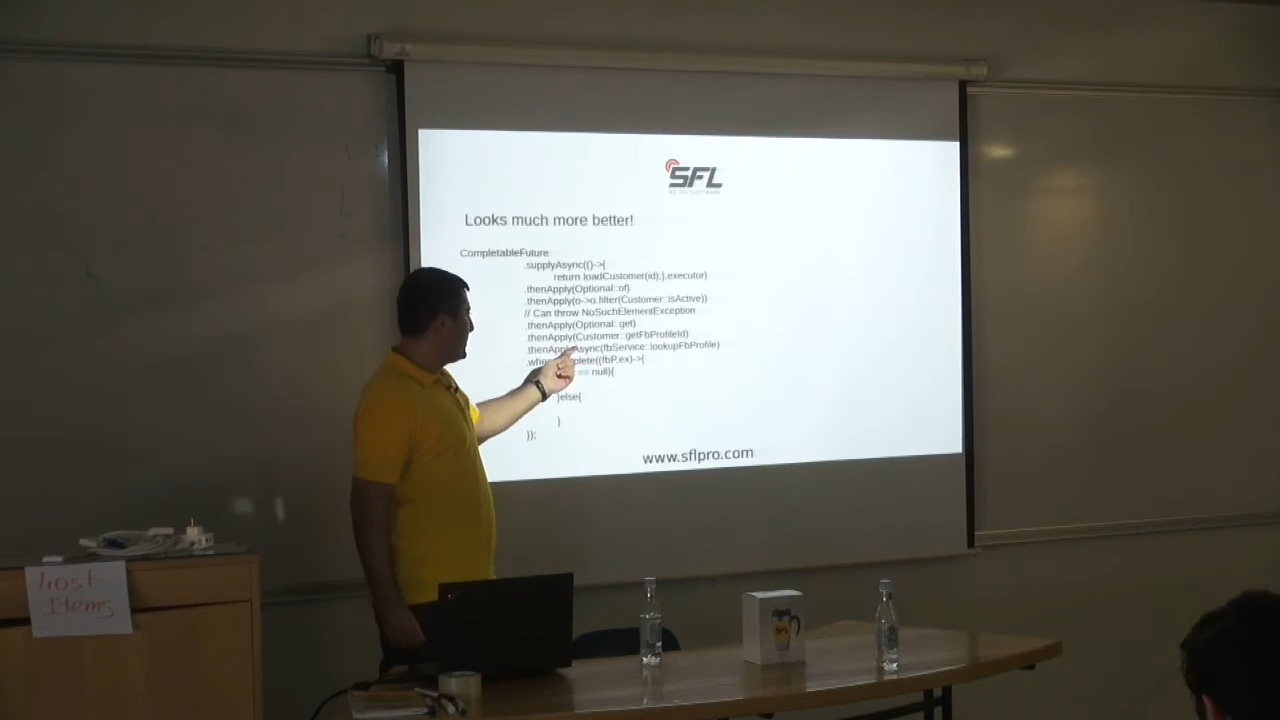 SFL
Looks much more better!
CompletableFuture
.supplyAsync(()->{
return loadCustomer(id);},executor)
.thenApply(Optional::of)
.thenApply(o->o.filter(Customer::isActive))
// Can throw NoSuchElementException
.thenApply(Optional::get)
.thenApply(Customer::getFbProfileId)
.thenApplyAsync(fbService::lookupFbProfile)
((fbP,ex)->{
== null){
}else{
}
});
www.sflpro.com
Lost
Items
SFL